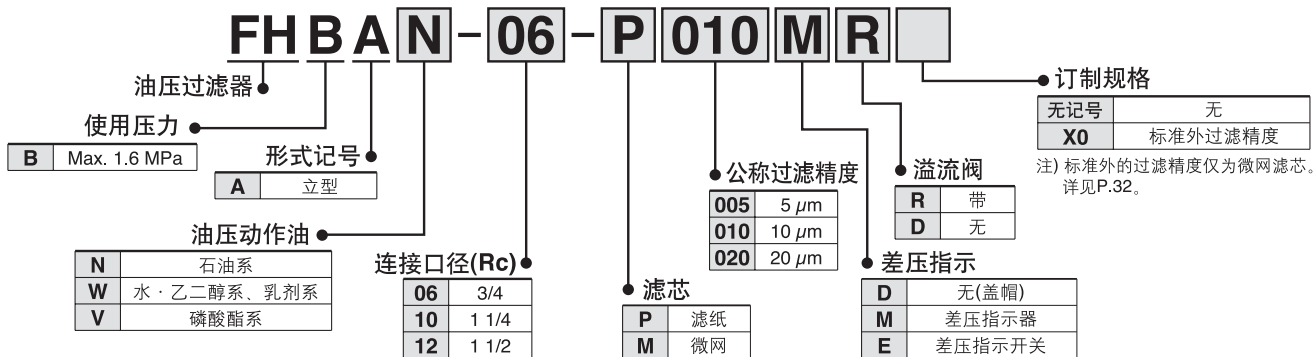 FHBAN-06-P010MR
油压过滤器
使用压力
B Max. 1.6 MPa
形式记号
A 立型
油压动作油
N 石油系
W 水·乙二醇系、乳剂系
V 磷酸酯系
连接口径(Rc)
06 3/4
10 1 1/4
12 1 1/2
滤芯
P 滤纸
M 微网
公称过滤精度
005 5 μm
010 10 μm
020 20 μm
差压指示
D 无(盖帽)
M 差压指示器
E 差压指示开关
溢流阀
R 带
D 无
订制规格
无记号 无
X0 标准外过滤精度
注) 标准外的过滤精度仅为微网滤芯。
详见P.32。